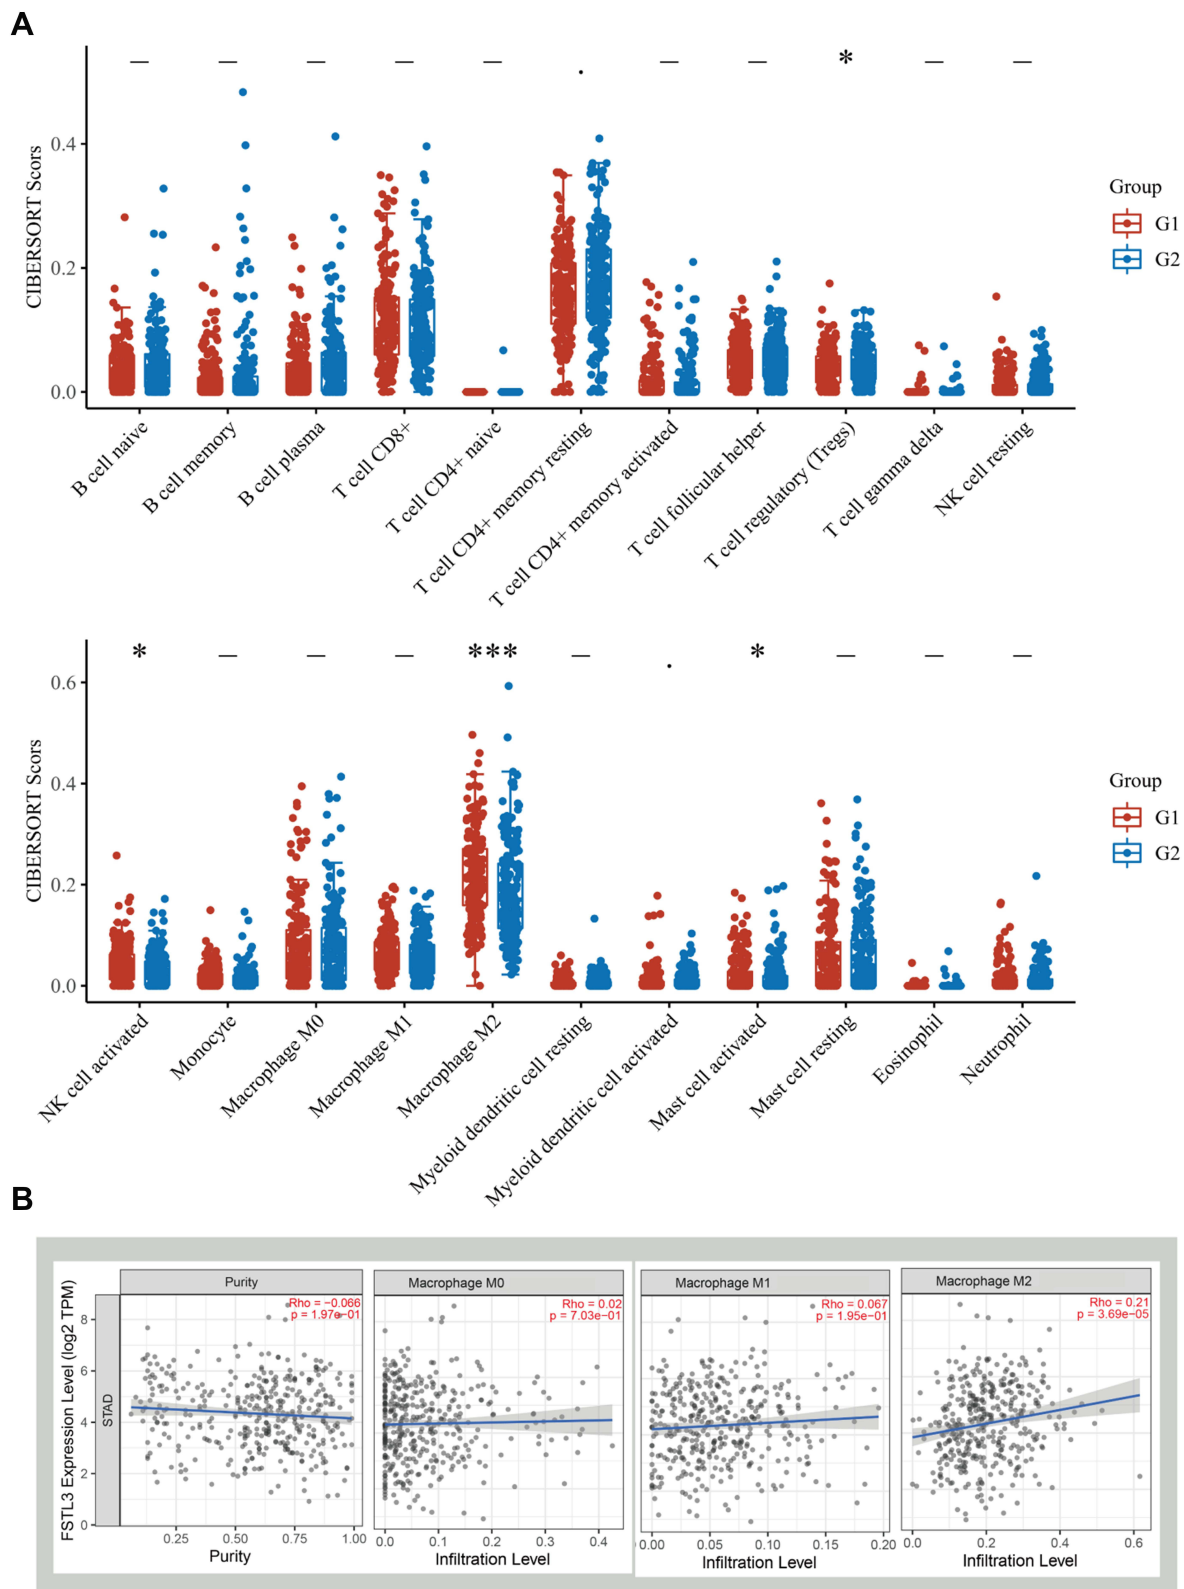 A
— — — — — . — — * — —
CIBERSORT Scors
0.4
0.2
0.0
Group
G1
G2
B cell naive
B cell memory
B cell plasma
T cell CD8+
T cell CD4+ naive
T cell CD4+ memory resting
T cell CD4+ memory activated
T cell follicular helper
T cell regulatory (Tregs)
T cell gamma delta
NK cell resting
* — — — *** — . * — — —
CIBERSORT Scors
0.6
0.4
0.2
0.0
Group
G1
G2
NK cell activated
Monocyte
Macrophage M0
Macrophage M1
Macrophage M2
Myeloid dendritic cell resting
Myeloid dendritic cell activated
Mast cell activated
Mast cell resting
Eosinophil
Neutrophil
B
FSTL3 Expression Level (log2 TPM)
STAD
8
6
4
2
0
Purity
Rho = −0.066
p = 1.97e−01
0.25 0.50 0.75 1.00
Purity
Macrophage M0
Rho = 0.02
p = 7.03e−01
0.0 0.1 0.2 0.3 0.4
Infiltration Level
Macrophage M1
Rho = 0.067
p = 1.95e−01
0.00 0.05 0.10 0.15 0.20
Infiltration Level
Macrophage M2
Rho = 0.21
p = 3.69e−05
0.0 0.2 0.4 0.6
Infiltration Level